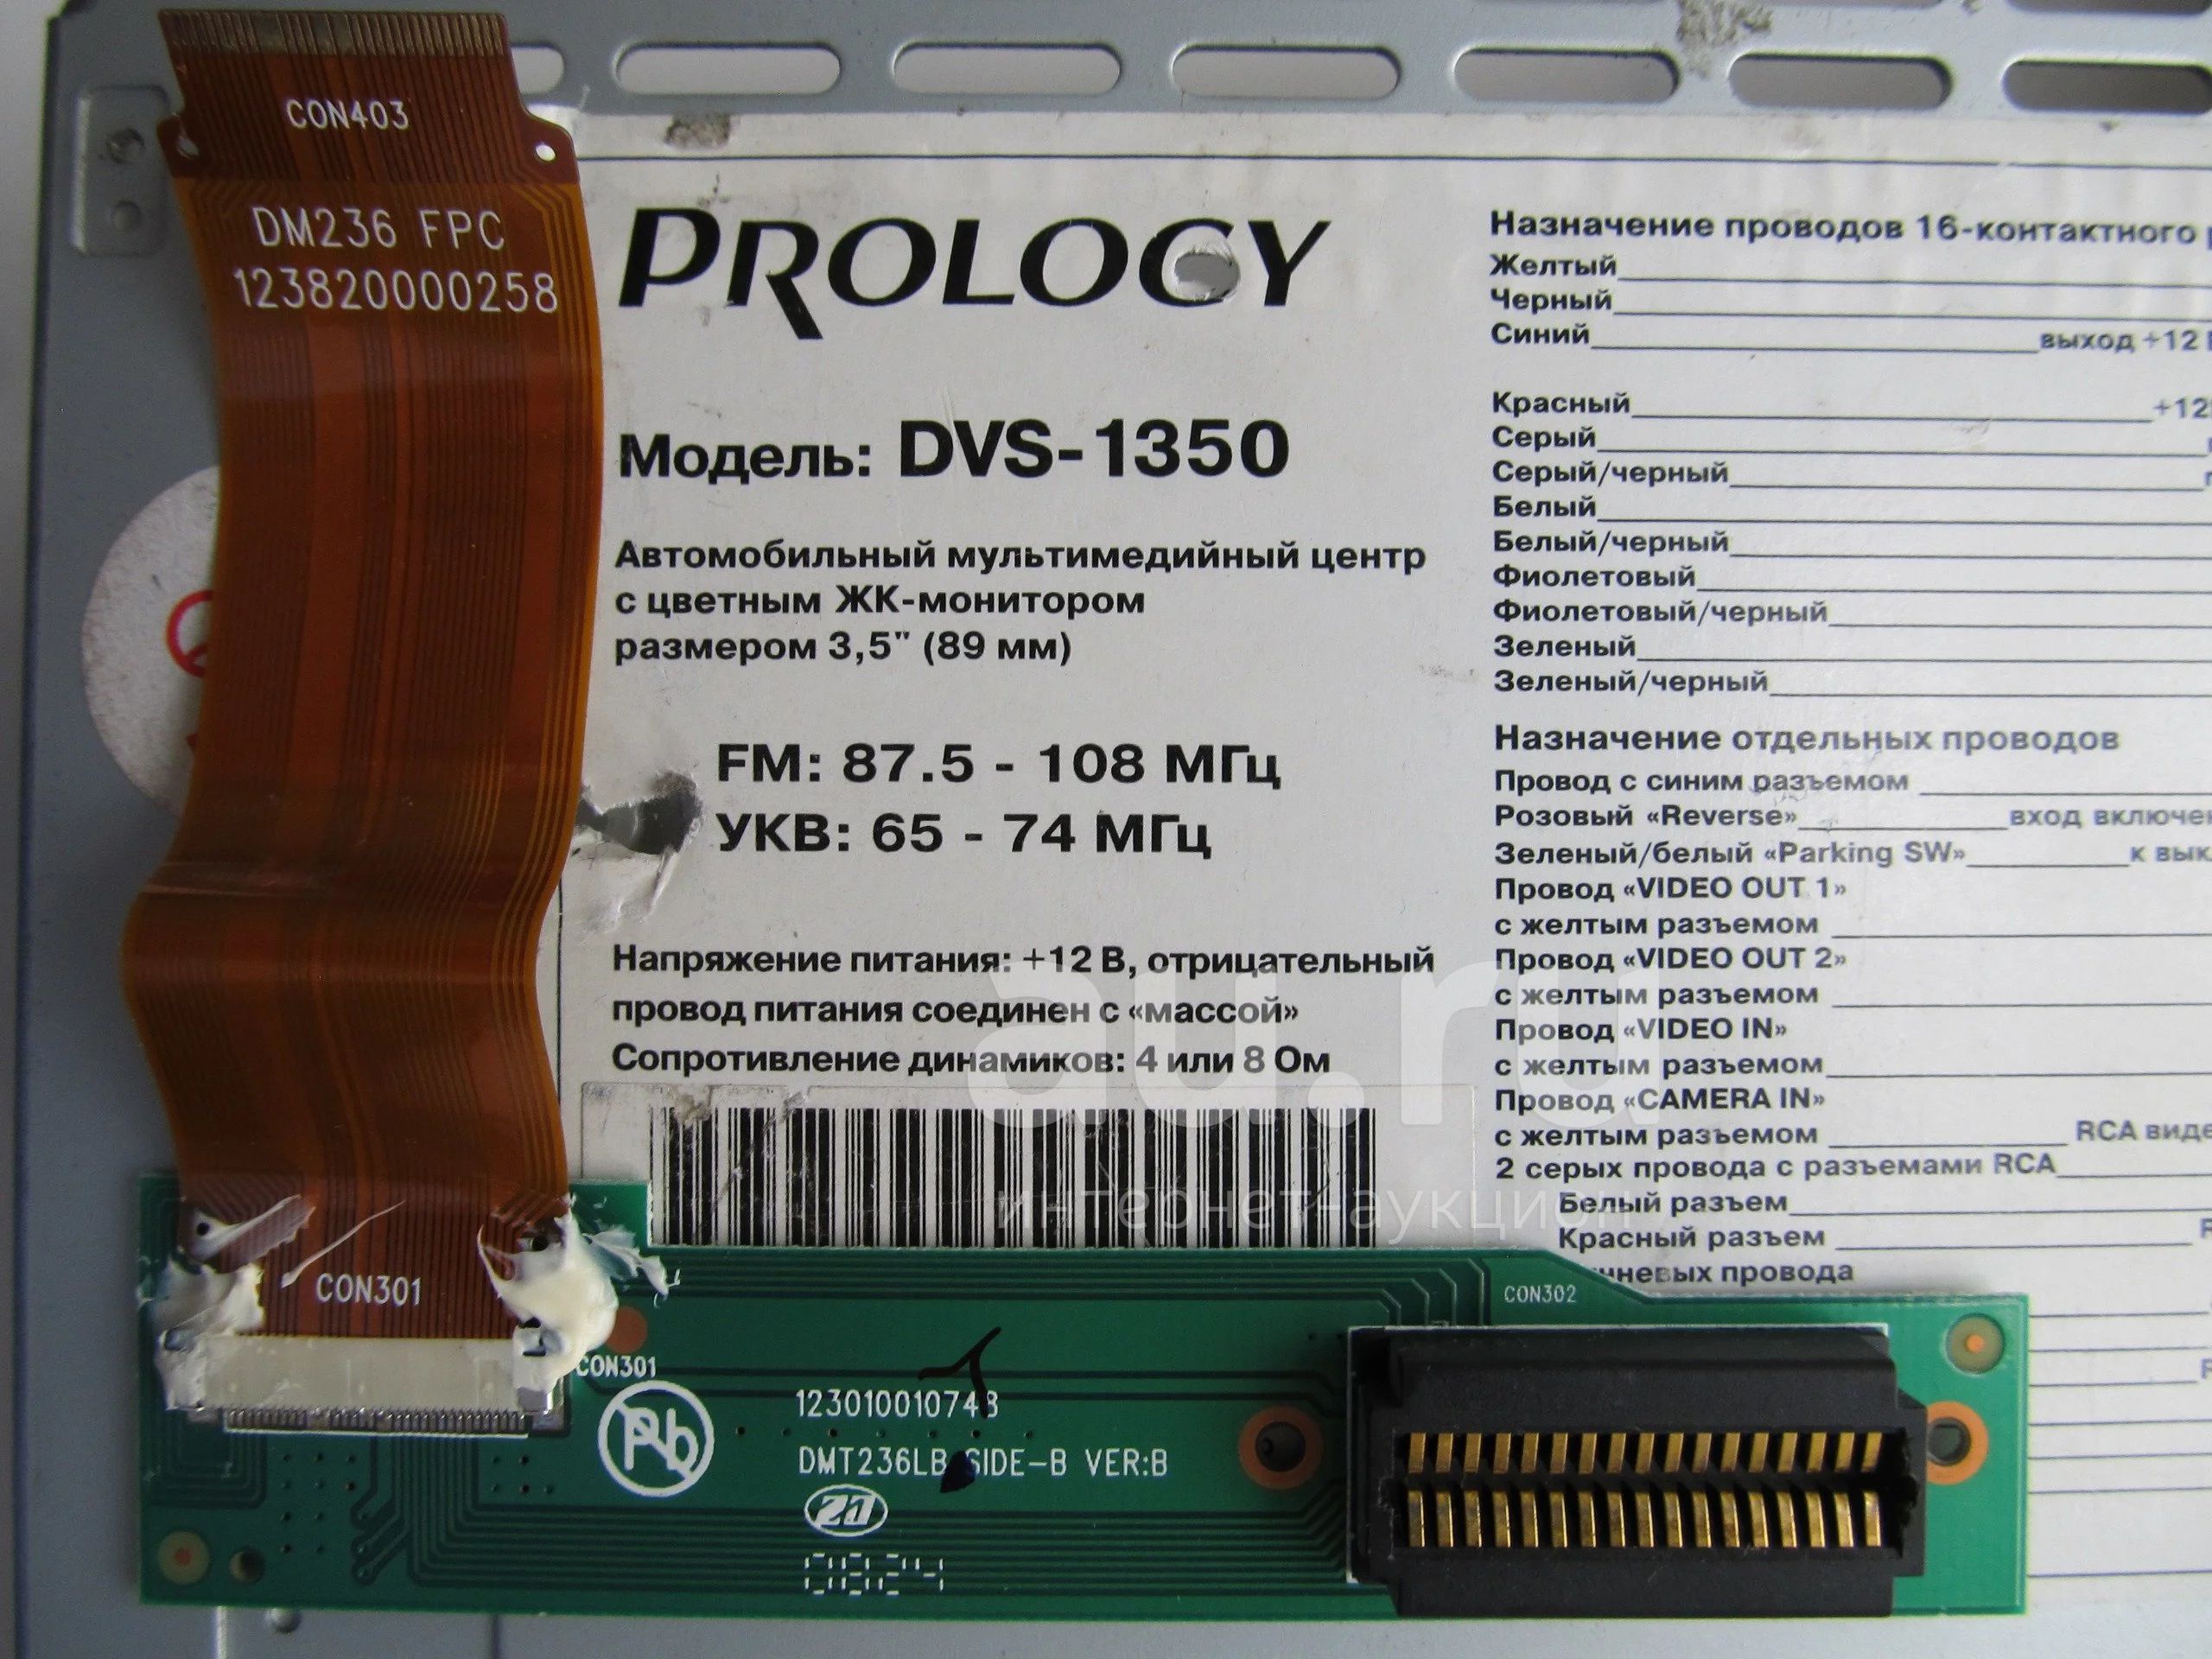 CON403
DM236 FPC
123820000258
PROLOGY
Модель: DVS-1350
Автомобильный мультимедийный центр
с цветным ЖК-монитором
размером 3,5" (89 мм)
FM: 87.5 - 108 МГц
УКВ: 65 - 74 МГц
Напряжение питания: +12 В, отрицательный
провод питания соединен с «массой»
Сопротивление динамиков: 4 или 8 Ом
Назначение проводов 16-контактного
Желтый
Черный
Синий выход +12
Красный +12
Серый
Серый/черный
Белый
Белый/черный
Фиолетовый
Фиолетовый/черный
Зеленый
Зеленый/черный
Назначение отдельных проводов
Провод с синим разъемом
Розовый «Reverse» вход
Зеленый/белый «Parking SW» к
Провод «VIDEO OUT 1»
с желтым разъемом
Провод «VIDEO OUT 2»
с желтым разъемом
Провод «VIDEO IN»
с желтым разъемом
Провод «CAMERA IN»
с желтым разъемом RCA
2 серых провода с разъемами RCA
Белый разъем
Красный разъем
провода
au.ru
интернет-аукцион
CON301
CON301
CON302
Pb
123010010748
DMT236LB SIDE-B VER:B
0824